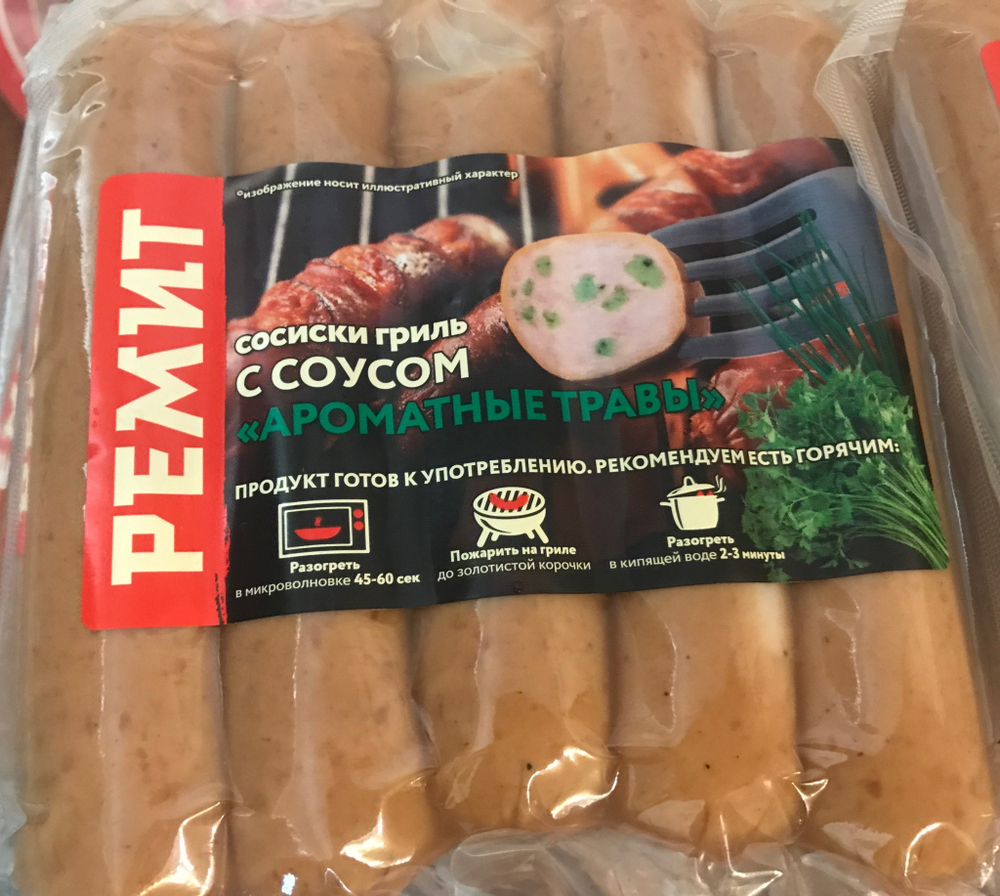 *изображение носит иллюстративный характер
РЕМИТ
СОСИСКИ ГРИЛЬ
С СОУСОМ
«АРОМАТНЫЕ ТРАВЫ»
ПРОДУКТ ГОТОВ К УПОТРЕБЛЕНИЮ. РЕКОМЕНДУЕМ ЕСТЬ ГОРЯЧИМ:
Разогреть
в микроволновке 45-60 сек
Пожарить на гриле
до золотистой корочки
Разогреть
в кипящей воде 2-3 минуты